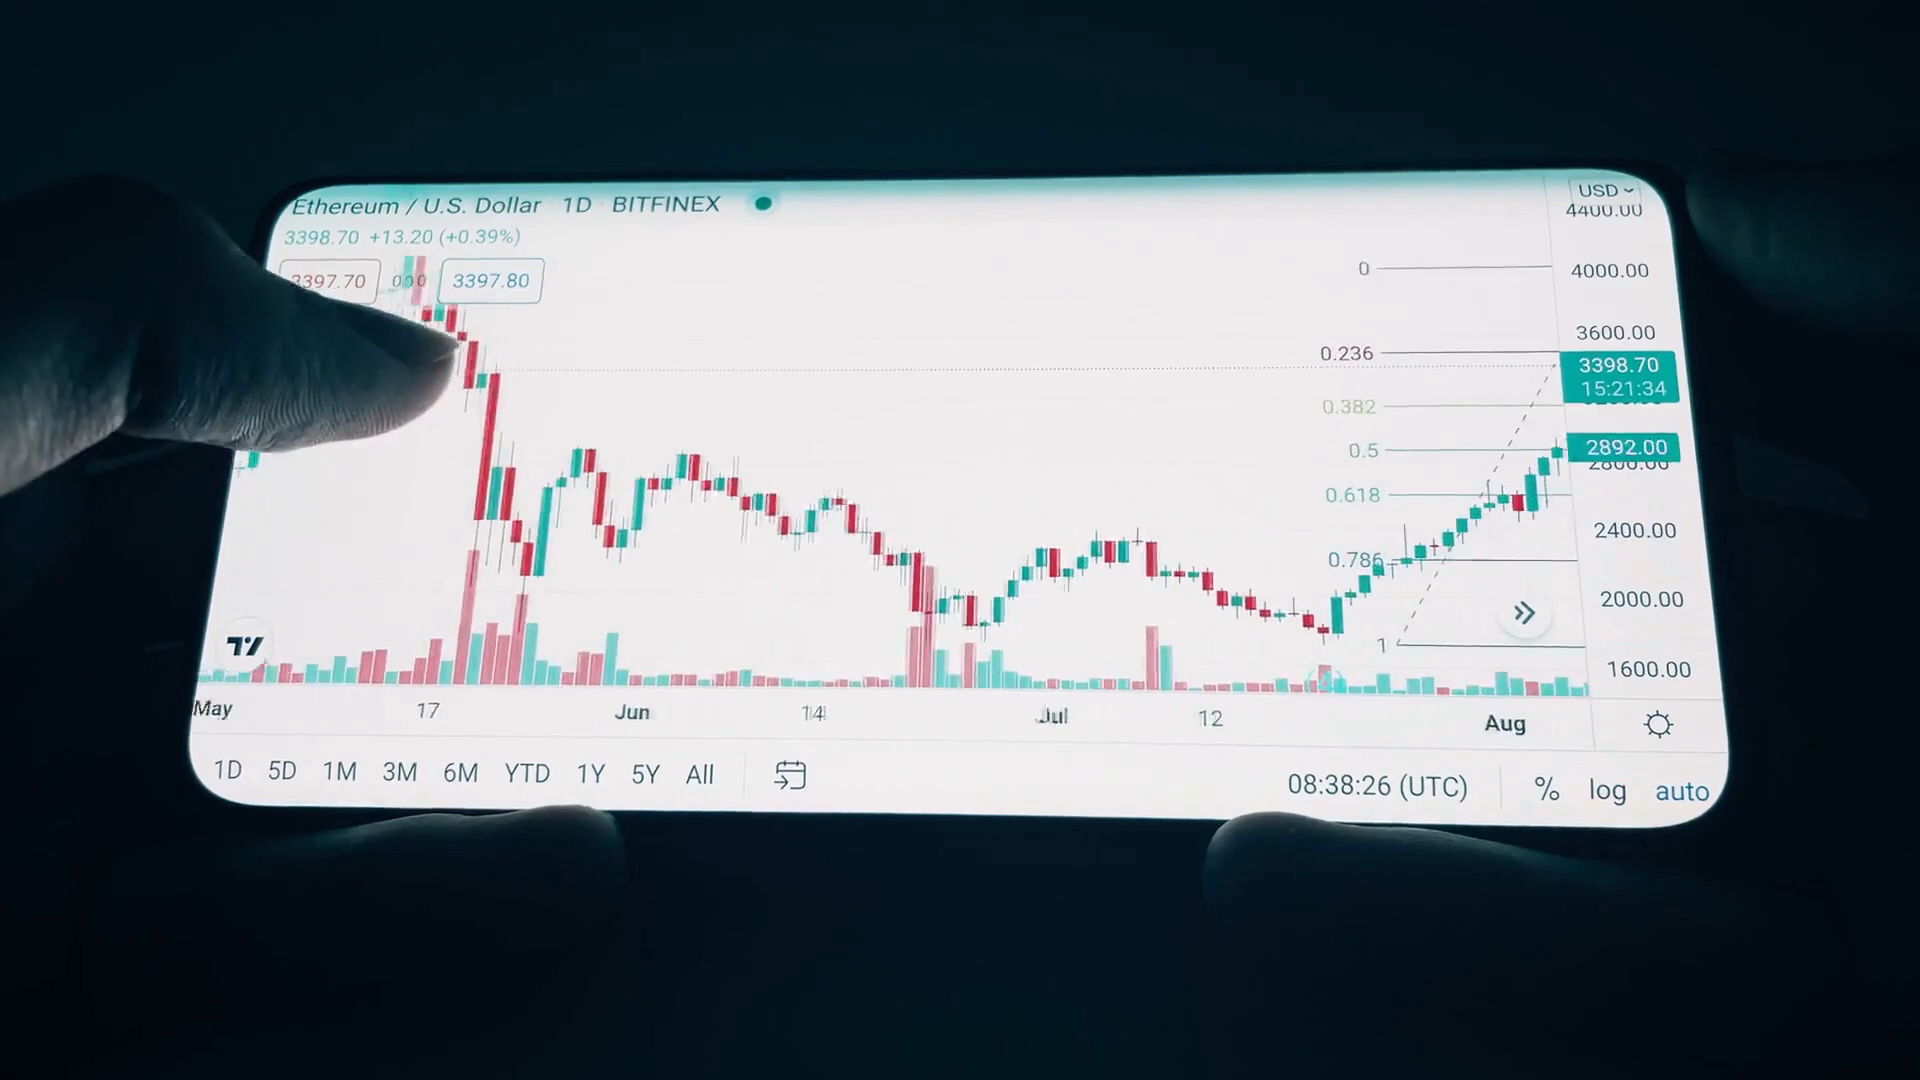 Ethereum / U.S. Dollar 1D BITFINEX
USD
4400.00
3398.70 +13.20 (+0.39%)
3397.70 000 3397.80
0
4000.00
3600.00
0.236
3398.70
15:21:34
0.382
0.5
2892.00
2800.00
0.618
2400.00
0.786
2000.00
1
1600.00
May 17 Jun 14 Jul 12 Aug
1D 5D 1M 3M 6M YTD 1Y 5Y All 08:38:26 (UTC) % log auto